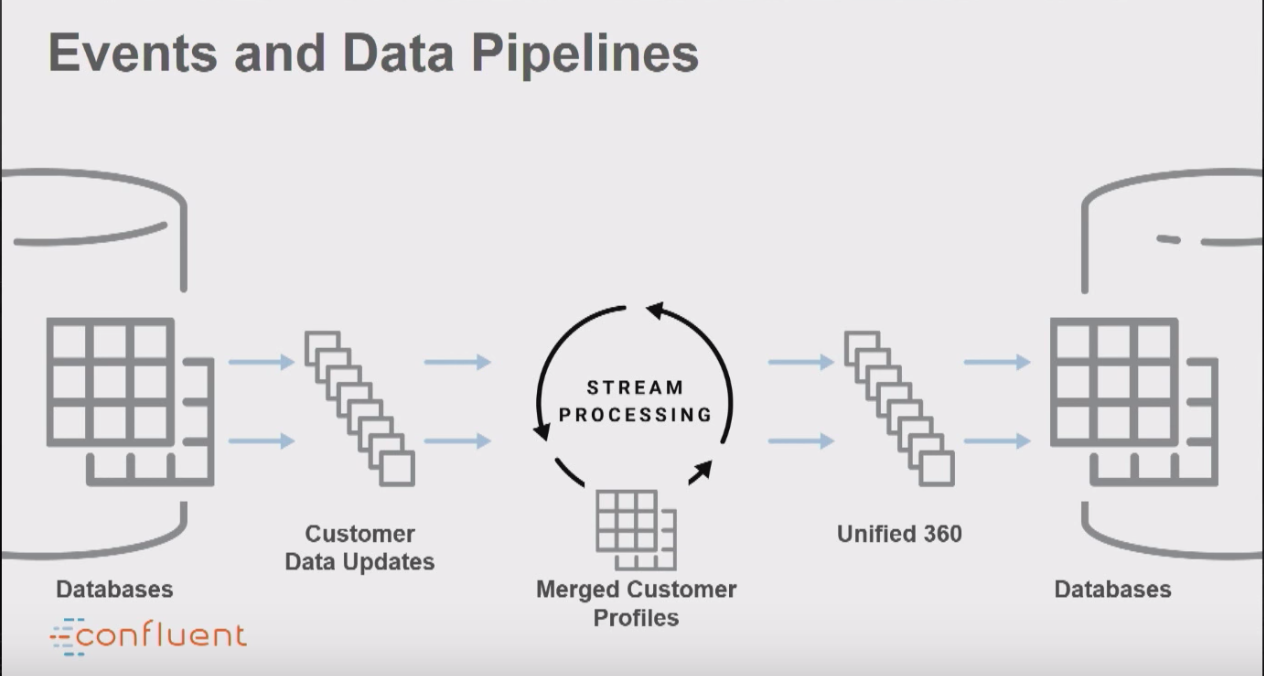 Events and Data Pipelines
STREAM
PROCESSING
Customer
Data Updates
Unified 360
Databases
Merged Customer
Profiles
Databases
confluent